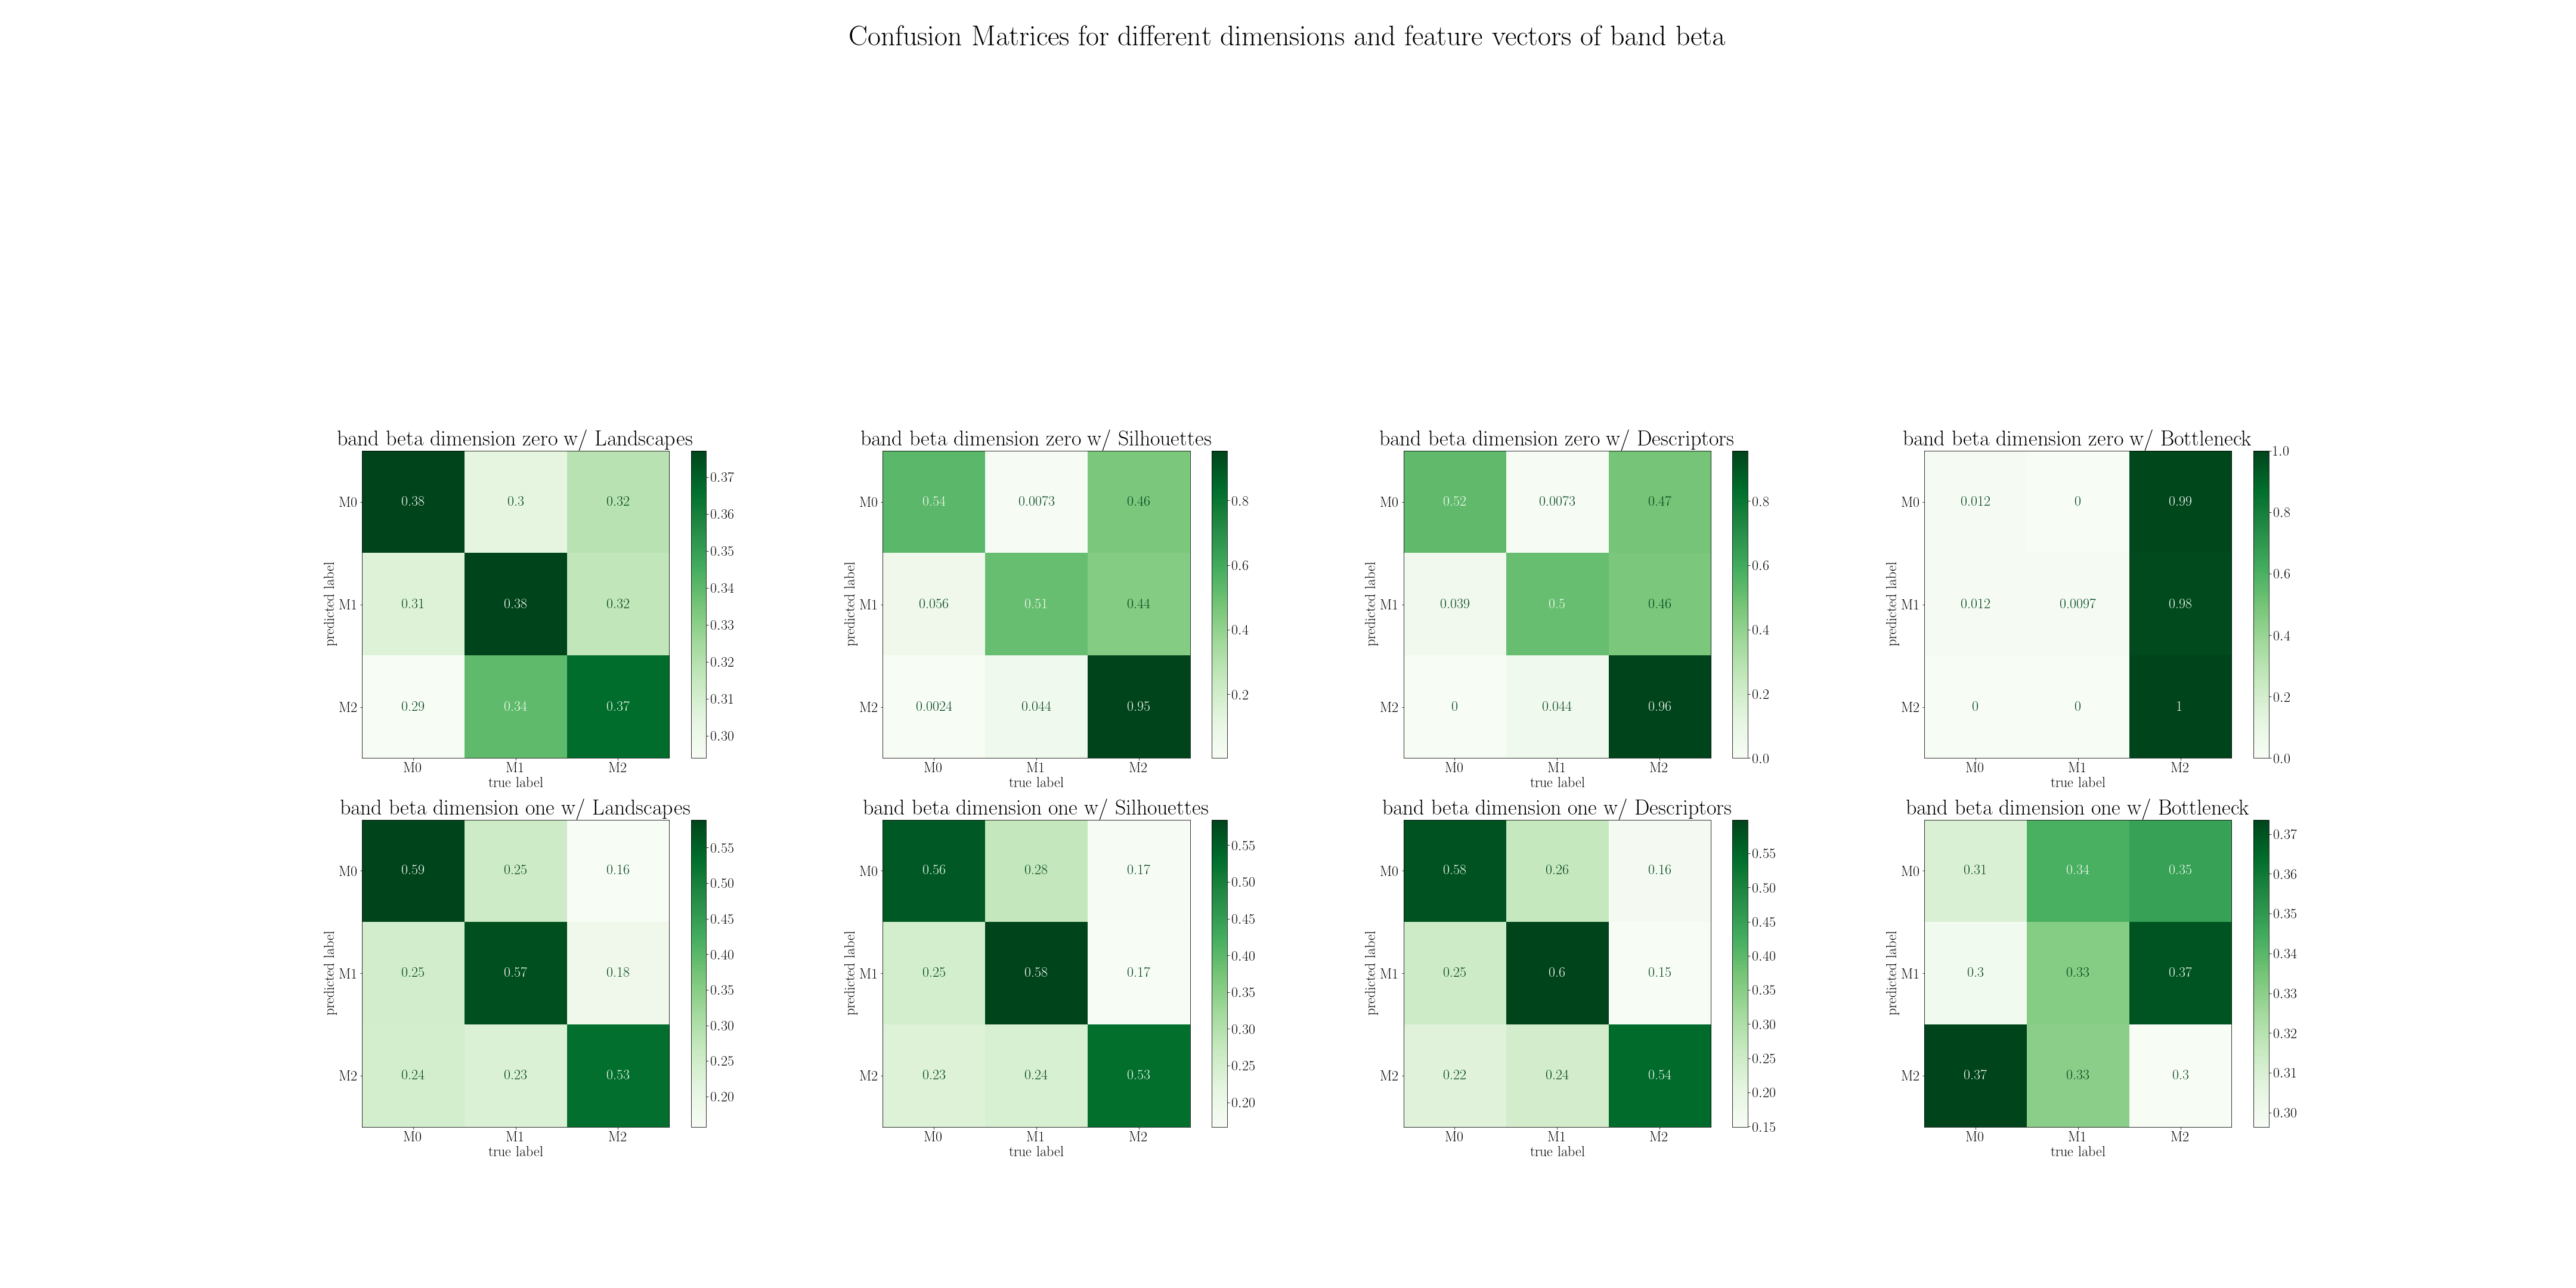 Confusion Matrices for different dimensions and feature vectors of band beta
band beta dimension zero w/ Landscapes
M0 0.38 0.3 0.32
M1 0.31 0.38 0.32
M2 0.29 0.34 0.37
M0 M1 M2
true label
predicted label
0.37
0.36
0.35
0.34
0.33
0.32
0.31
0.30
band beta dimension zero w/ Silhouettes
M0 0.54 0.0073 0.46
M1 0.056 0.51 0.44
M2 0.0024 0.044 0.95
M0 M1 M2
true label
predicted label
0.8
0.6
0.4
0.2
band beta dimension zero w/ Descriptors
M0 0.52 0.0073 0.47
M1 0.039 0.5 0.46
M2 0 0.044 0.96
M0 M1 M2
true label
predicted label
0.8
0.6
0.4
0.2
0.0
band beta dimension zero w/ Bottleneck
M0 0.012 0 0.99
M1 0.012 0.0097 0.98
M2 0 0 1
M0 M1 M2
true label
predicted label
1.0
0.8
0.6
0.4
0.2
0.0
band beta dimension one w/ Landscapes
M0 0.59 0.25 0.16
M1 0.25 0.57 0.18
M2 0.24 0.23 0.53
M0 M1 M2
true label
predicted label
0.55
0.50
0.45
0.40
0.35
0.30
0.25
0.20
band beta dimension one w/ Silhouettes
M0 0.56 0.28 0.17
M1 0.25 0.58 0.17
M2 0.23 0.24 0.53
M0 M1 M2
true label
predicted label
0.55
0.50
0.45
0.40
0.35
0.30
0.25
0.20
band beta dimension one w/ Descriptors
M0 0.58 0.26 0.16
M1 0.25 0.6 0.15
M2 0.22 0.24 0.54
M0 M1 M2
true label
predicted label
0.55
0.50
0.45
0.40
0.35
0.30
0.25
0.20
0.15
band beta dimension one w/ Bottleneck
M0 0.31 0.34 0.35
M1 0.3 0.33 0.37
M2 0.37 0.33 0.3
M0 M1 M2
true label
predicted label
0.37
0.36
0.35
0.34
0.33
0.32
0.31
0.30